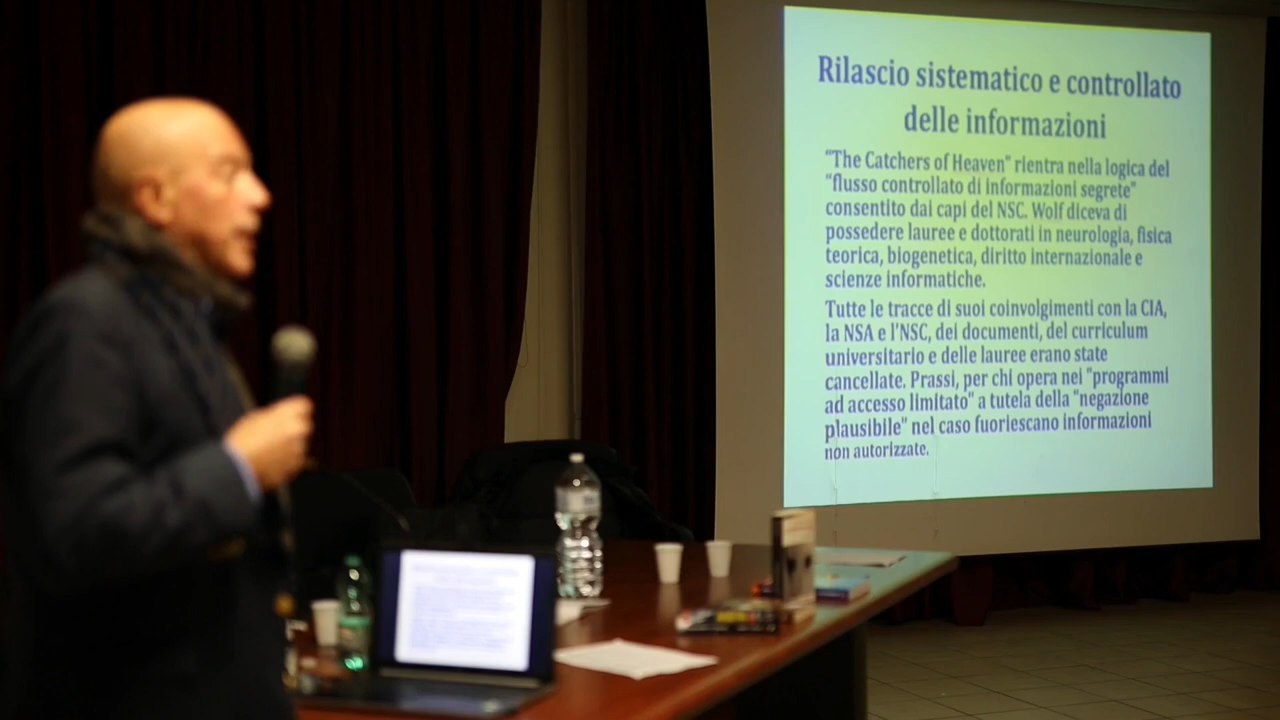 Rilascio sistematico e controllato
delle informazioni
"The Catchers of Heaven" rientra nella logica del
"flusso controllato di informazioni segrete"
consentito dai capi del NSC. Wolf diceva di
possedere lauree e dottorati in neurologia, fisica
teorica, biogenetica, diritto internazionale e
scienze informatiche.
Tutte le tracce di suoi coinvolgimenti con la CIA,
la NSA e l'NSC, dei documenti, del curriculum
universitario e delle lauree erano state
cancellate. Prassi, per chi opera nei "programmi
ad accesso limitato" a tutela della "negazione
plausibile" nel caso fuoriescano informazioni
non autorizzate.